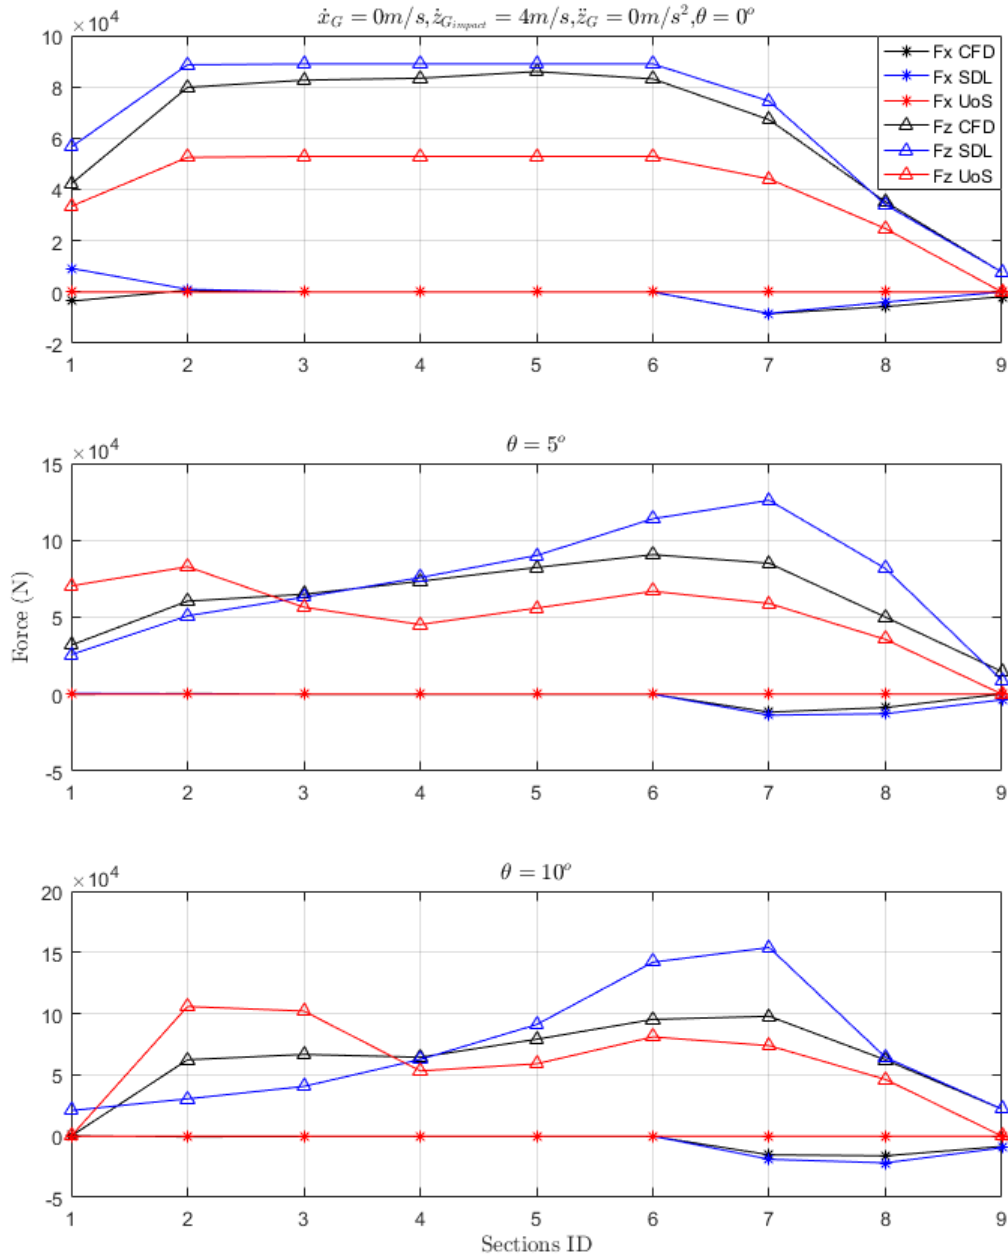 ẋ_G = 0m/s,ż_{G_{impact}} = 4m/s,z̈_G = 0m/s²,θ = 0°
×10⁴
10
8
6
4
2
0
-2
1 2 3 4 5 6 7 8 9
Fx CFD
Fx SDL
Fx UoS
Fz CFD
Fz SDL
Fz UoS
θ = 5°
×10⁴
15
10
5
0
-5
1 2 3 4 5 6 7 8 9
Force (N)
θ = 10°
×10⁴
20
15
10
5
0
-5
1 2 3 4 5 6 7 8 9
Sections ID